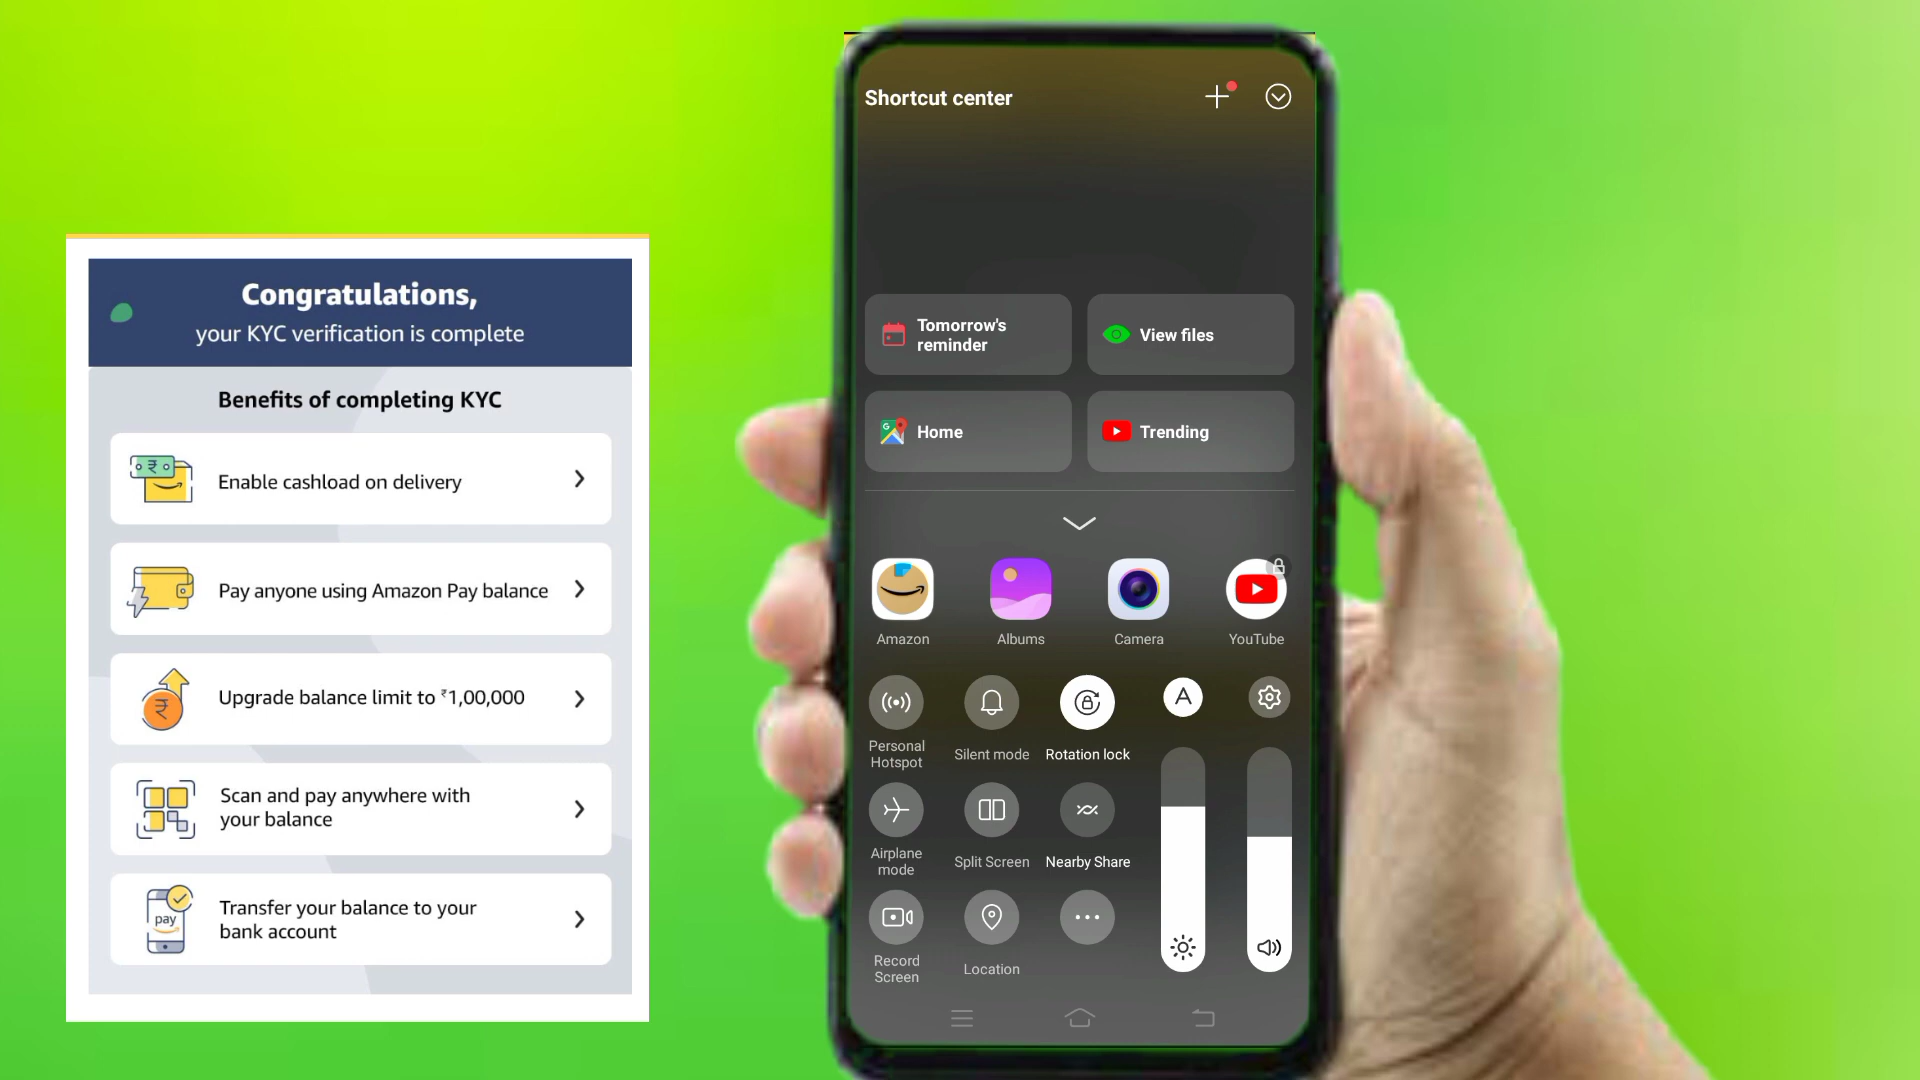 Congratulations,
your KYC verification is complete
Benefits of completing KYC
Enable cashload on delivery
Pay anyone using Amazon Pay balance
Upgrade balance limit to ₹1,00,000
Scan and pay anywhere with
your balance
pay
Transfer your balance to your
bank account
Shortcut center
Tomorrow's
reminder
View files
Home
Trending
Amazon
Albums
Camera
YouTube
A
Personal
Hotspot
Silent mode
Rotation lock
Airplane
mode
Split Screen
Nearby Share
Record
Screen
Location